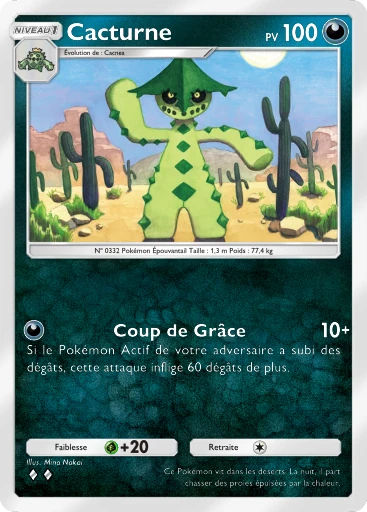 NIVEAU 1
Cacturne
PV 100
Évolution de : Cacnea
N° 0332 Pokémon Épouvantail Taille : 1,3 m Poids : 77,4 kg
Coup de Grâce 10+
Si le Pokémon Actif de votre adversaire a subi des
dégâts, cette attaque inflige 60 dégâts de plus.
Faiblesse +20
Retraite
Illus. Mina Nakai
Ce Pokémon vit dans les déserts. La nuit, il part
chasser des proies épuisées par la chaleur.